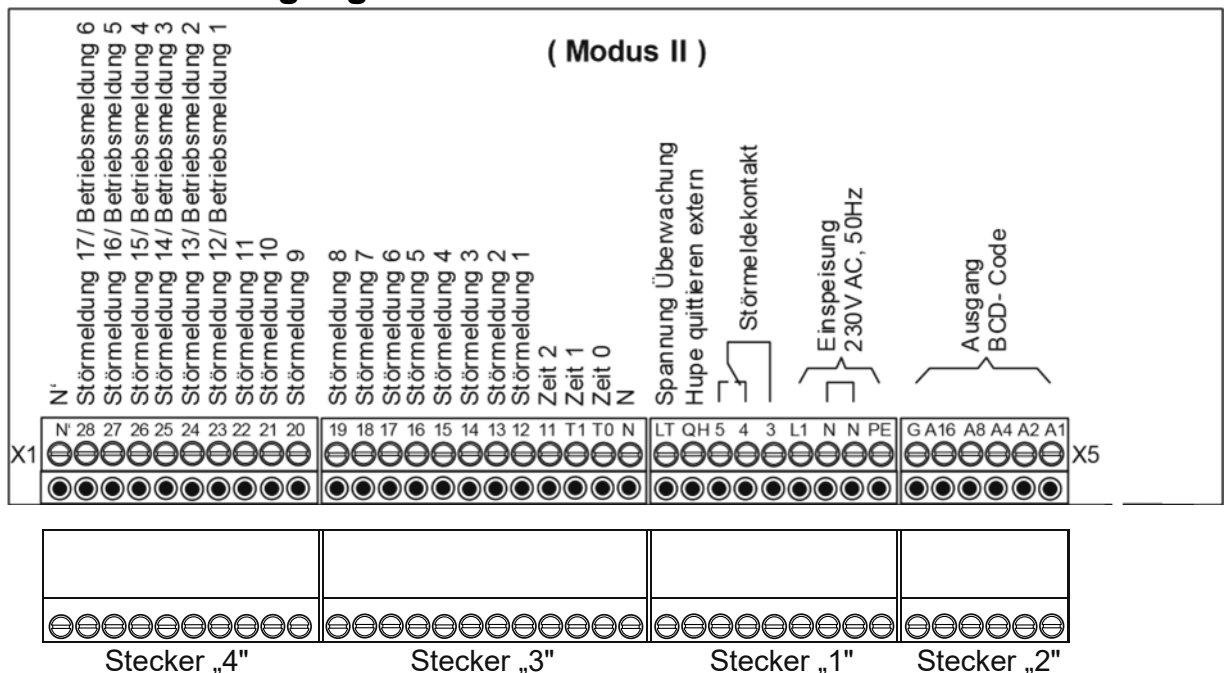 ( Modus II )
N‘
Störmeldung 17/ Betriebsmeldung 6
Störmeldung 16/ Betriebsmeldung 5
Störmeldung 15/ Betriebsmeldung 4
Störmeldung 14/ Betriebsmeldung 3
Störmeldung 13/ Betriebsmeldung 2
Störmeldung 12/ Betriebsmeldung 1
Störmeldung 11
Störmeldung 10
Störmeldung 9
Störmeldung 8
Störmeldung 7
Störmeldung 6
Störmeldung 5
Störmeldung 4
Störmeldung 3
Störmeldung 2
Störmeldung 1
Zeit 2
Zeit 1
Zeit 0
N
Spannung Überwachung
Hupe quittieren extern
Störmeldekontakt
Einspeisung
230V AC, 50Hz
Ausgang
BCD- Code
X1 N' 28 27 26 25 24 23 22 21 20 19 18 17 16 15 14 13 12 11 T1 T0 N LT QH 5 4 3 L1 N N PE G A16 A8 A4 A2 A1 X5
Stecker „4" Stecker „3" Stecker „1" Stecker „2"